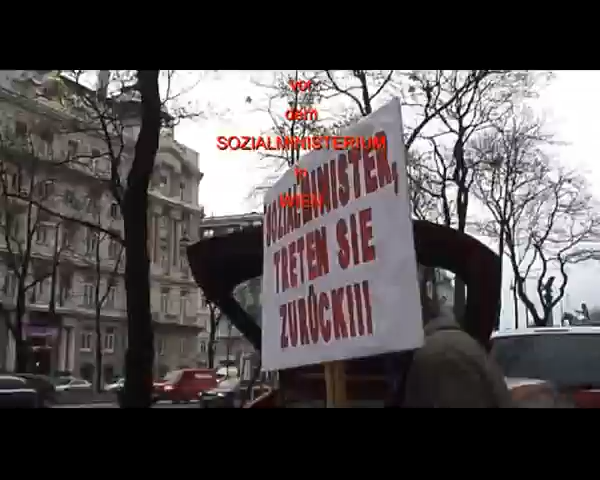 vor
dem
SOZIALMINISTERIUM
in
WIEN
SOZIALMINISTER,
TRETEN SIE
ZURÜCK!!!